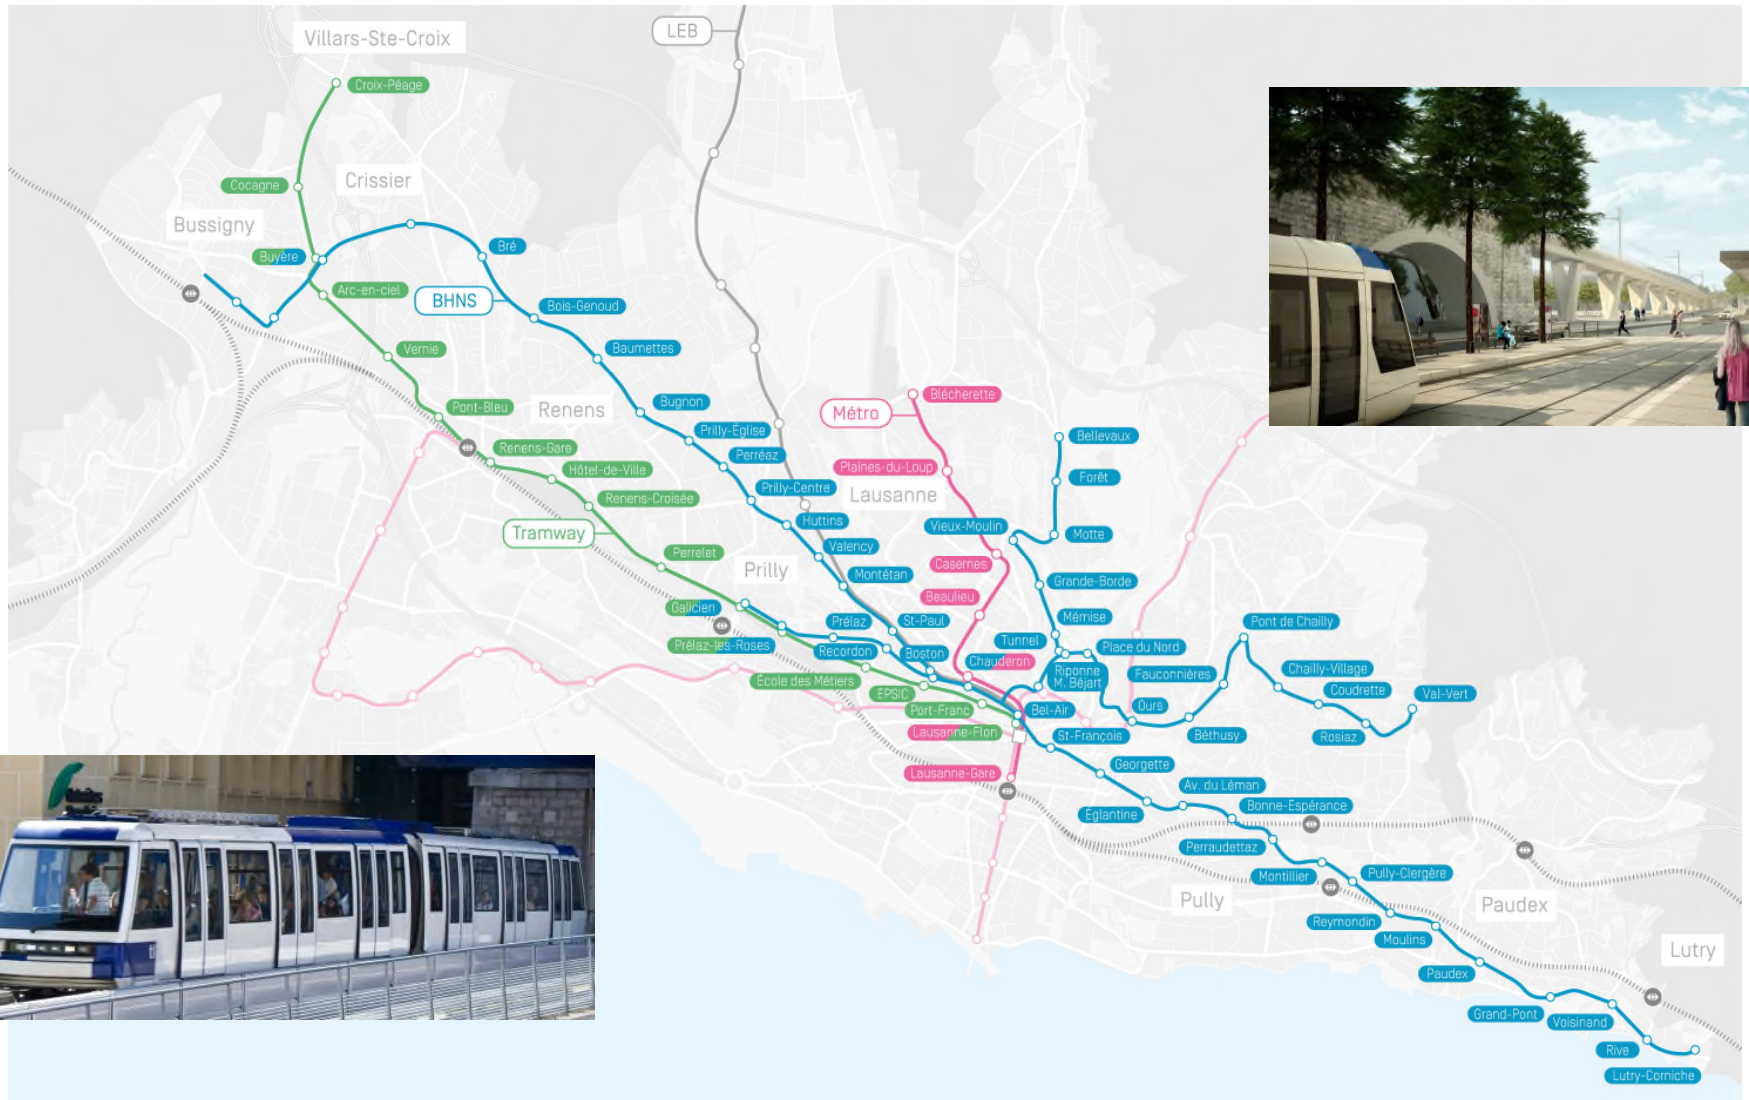 Villars-Ste-Croix
LEB
Croix-Péage
Crissier
Cocagne
Bussigny
Bré
Buyère
Arc-en-ciel
BHNS
Bois-Genoud
Vernie
Baumettes
Blécherette
Bugnon
Pont-Bleu
Renens
Métro
Prilly-Église
Bellevaux
Renens-Gare
Perréaz
Hôtel-de-Ville
Plaines-du-Loup
Forêt
Prilly-Centre
Lausanne
Renens-Croisée
Huttins
Vieux-Moulin
Tramway
Motte
Valency
Perrelet
Casernes
Prilly
Montétan
Grande-Borde
Beaulieu
Galicien
Prélaz
St-Paul
Mémise
Pont de Chailly
Prélaz-les-Roses
Recordon
Boston
Tunnel
Place du Nord
Chauderon
Riponne
M. Béjart
Fauconnières
Chailly-Village
École des Métiers
Coudrette
Val-Vert
EPSIC
Port-Franc
Bel-Air
Ours
Lausanne-Flon
St-François
Béthusy
Rosiaz
Lausanne-Gare
Georgette
Av. du Léman
Églantine
Bonne-Espérance
Perraudettaz
Montillier
Pully-Clergère
Pully
Paudex
Reymondin
Moulins
Lutry
Paudex
Grand-Pont
Voisinand
Rive
Lutry-Corniche